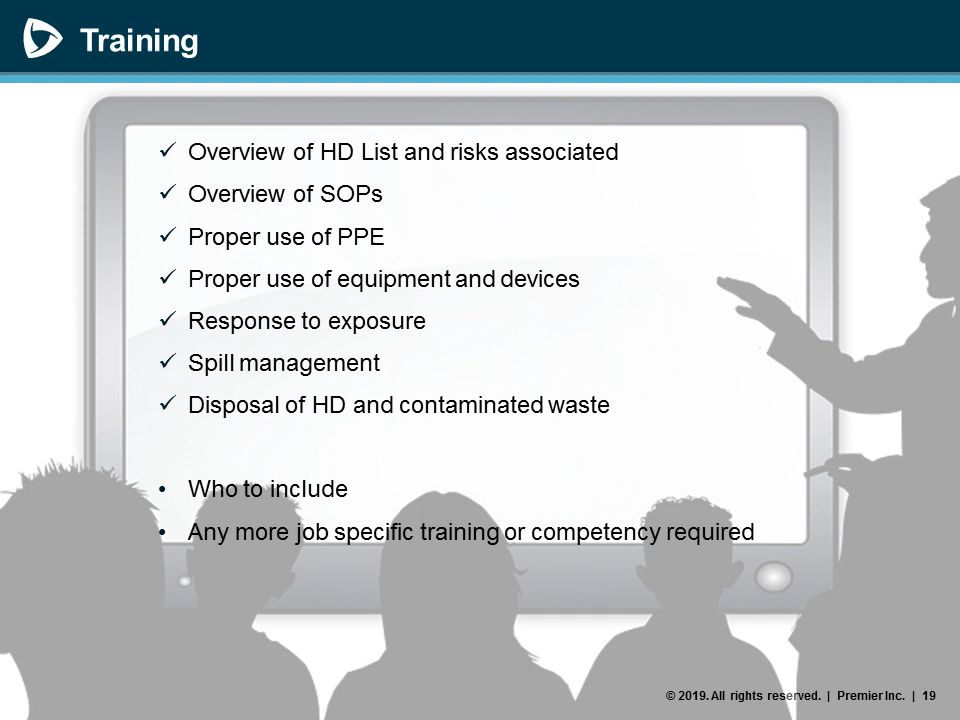 Training
✓ Overview of HD List and risks associated
✓ Overview of SOPs
✓ Proper use of PPE
✓ Proper use of equipment and devices
✓ Response to exposure
✓ Spill management
✓ Disposal of HD and contaminated waste
• Who to include
• Any more job specific training or competency required
© 2019. All rights reserved. | Premier Inc. | 19